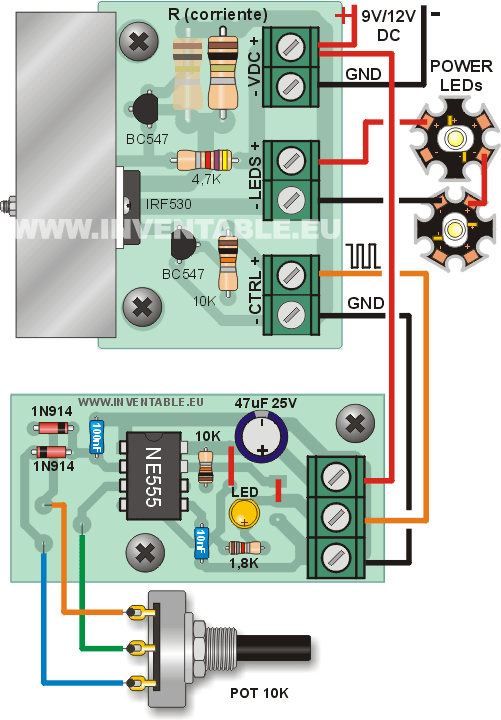 R (corriente)
+ 9V/12V -
DC
- VDC +
GND
POWER
LEDs
BC547
4,7K
- LEDS +
IRF530
WWW.INVENTABLE.EU
BC547
10K
- CTRL +
GND
WWW.INVENTABLE.EU
1N914
47uF 25V
100nF
10K
1N914
NE555
LED
10nF
1,8K
POT 10K